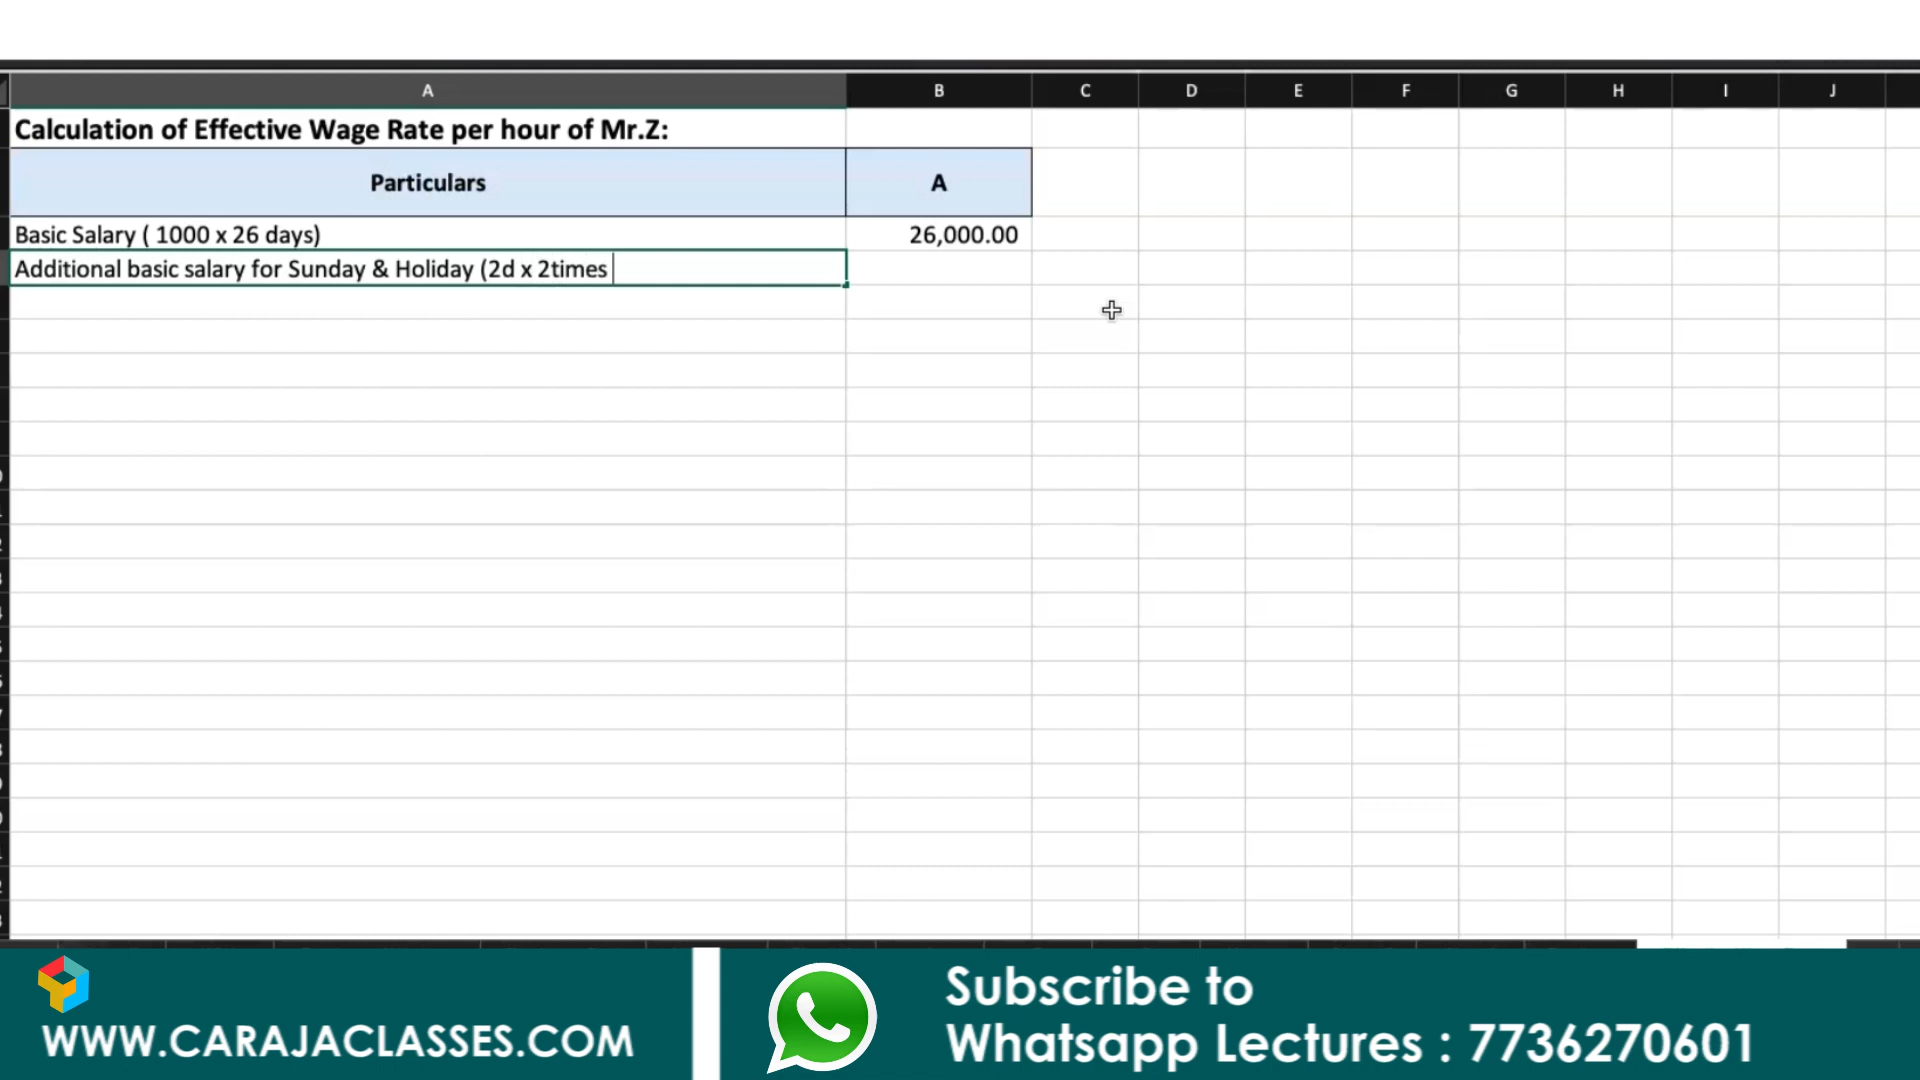 A B C D E F G H I J
Calculation of Effective Wage Rate per hour of Mr.Z:
Particulars A
Basic Salary ( 1000 x 26 days) 26,000.00
Additional basic salary for Sunday & Holiday (2d x 2times
WWW.CARAJACLASSES.COM
Subscribe to
Whatsapp Lectures : 7736270601